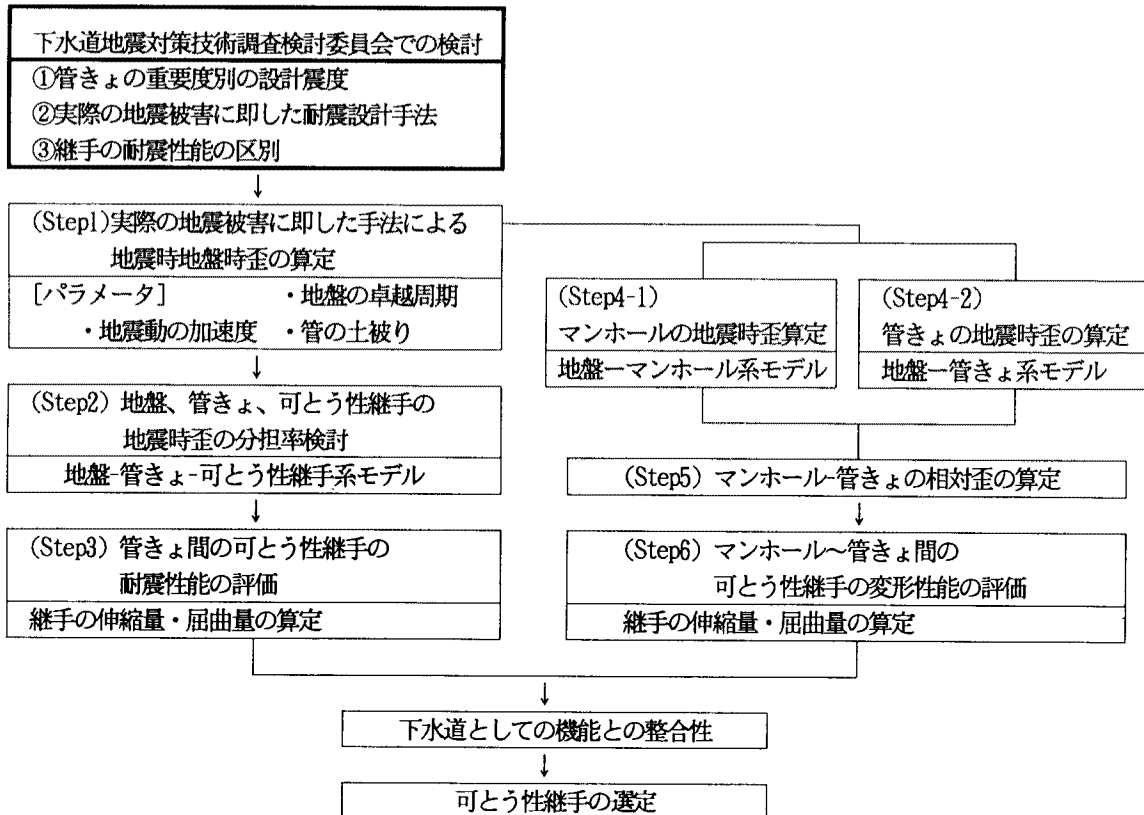 下水道地震対策技術調査検討委員会での検討
①管きょの重要度別の設計震度
②実際の地震被害に即した耐震設計手法
③継手の耐震性能の区別
↓
(Step1)実際の地震被害に即した手法による
地震時地盤時歪の算定
[パラメータ] ・地盤の卓越周期
・地震動の加速度 ・管の土被り
↓
(Step2) 地盤、管きょ、可とう性継手の
地震時歪の分担率検討
地盤-管きょ-可とう性継手系モデル
↓
(Step3) 管きょ間の可とう性継手の
耐震性能の評価
継手の伸縮量・屈曲量の算定
(Step4-1)
マンホールの地震時歪算定
地盤ーマンホール系モデル
(Step4-2)
管きょの地震時歪の算定
地盤ー管きょ系モデル
(Step5) マンホール-管きょの相対歪の算定
↓
(Step6) マンホール～管きょ間の
可とう性継手の変形性能の評価
継手の伸縮量・屈曲量の算定
↓
下水道としての機能との整合性
↓
可とう性継手の選定